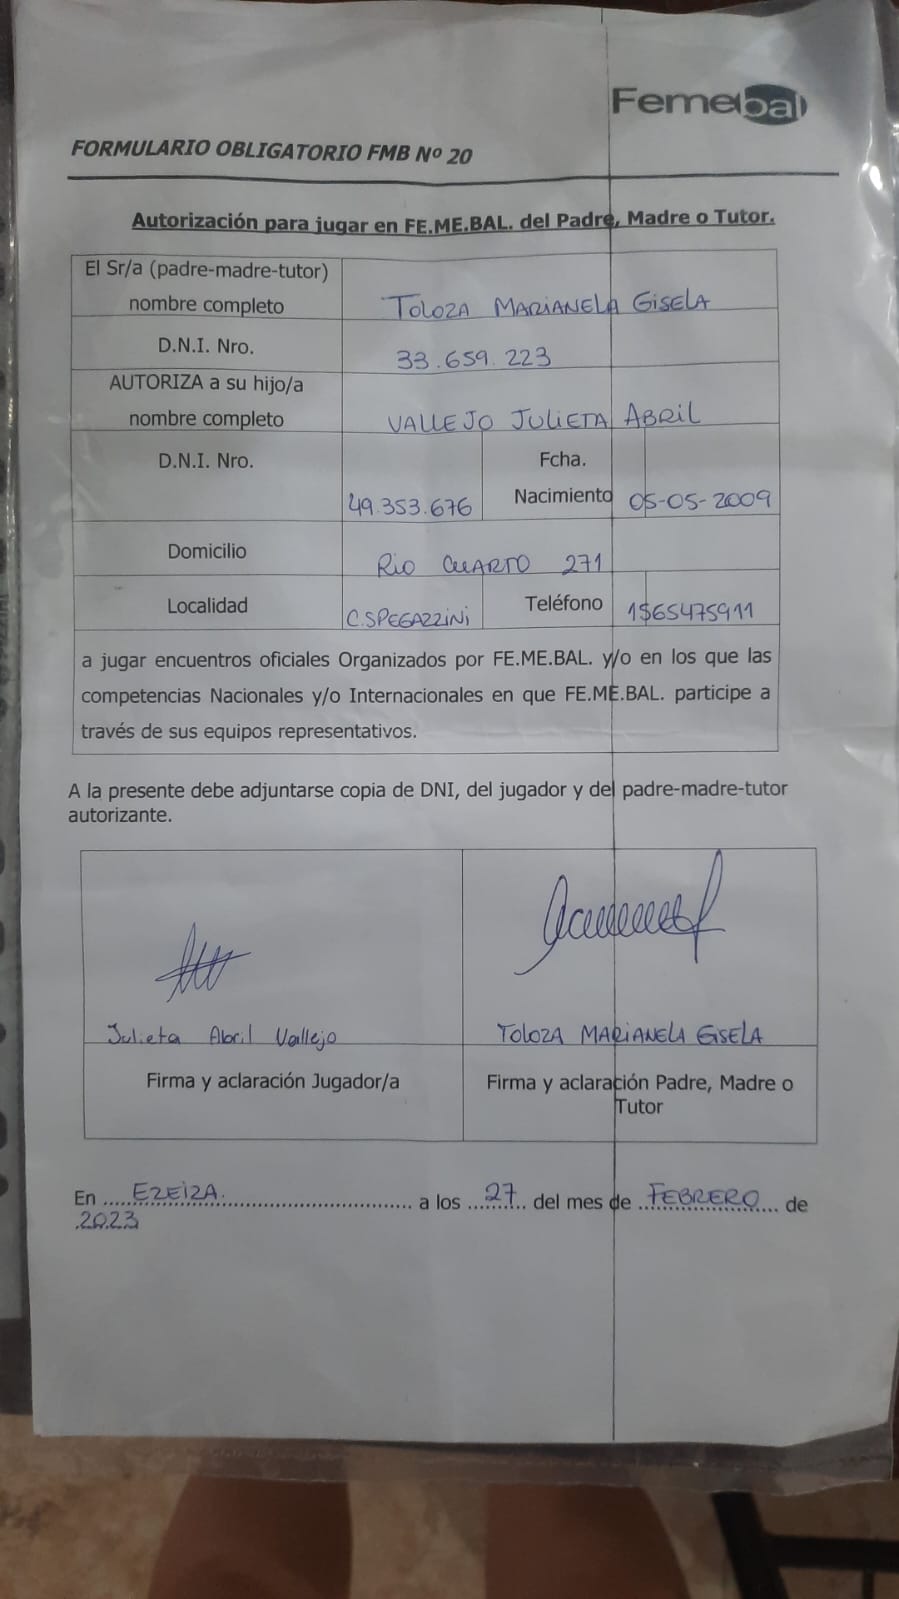 Femebal
FORMULARIO OBLIGATORIO FMB Nº 20
Autorización para jugar en FE.ME.BAL. del Padre, Madre o Tutor.
El Sr/a (padre-madre-tutor)
nombre completo TOLOZA MARIANELA GISELA
D.N.I. Nro. 33.659.223
AUTORIZA a su hijo/a
nombre completo VALLEJO JULIETA ABRIL
D.N.I. Nro. 49.353.676 Fcha.
Nacimiento 05-05-2009
Domicilio RIO CUARTO 271
Localidad C.SPEGAZZINI Teléfono 1565475911
a jugar encuentros oficiales Organizados por FE.ME.BAL. y/o en los que las
competencias Nacionales y/o Internacionales en que FE.ME.BAL. participe a
través de sus equipos representativos.
A la presente debe adjuntarse copia de DNI, del jugador y del padre-madre-tutor
autorizante.
Julieta Abril Vallejo TOLOZA MARIANELA GISELA
Firma y aclaración Jugador/a Firma y aclaración Padre, Madre o
Tutor
En ..... EZEIZA. ..... a los 27 del mes de FEBRERO de
2023